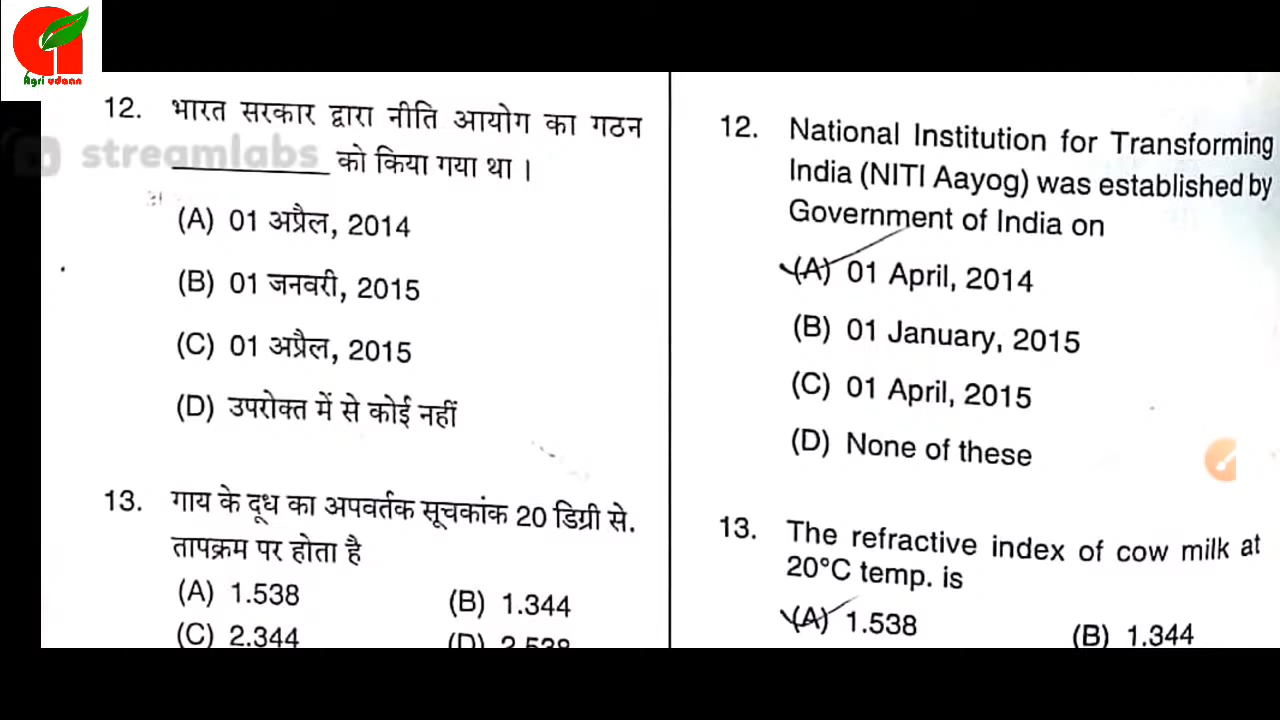 Agri udaan
streamlabs
12. भारत सरकार द्वारा नीति आयोग का गठन
____________ को किया गया था ।
(A) 01 अप्रैल, 2014
(B) 01 जनवरी, 2015
(C) 01 अप्रैल, 2015
(D) उपरोक्त में से कोई नहीं
13. गाय के दूध का अपवर्तक सूचकांक 20 डिग्री से.
तापक्रम पर होता है
(A) 1.538 (B) 1.344
(C) 2.344 (D) 2.538
12. National Institution for Transforming
India (NITI Aayog) was established by
Government of India on
(A) 01 April, 2014
(B) 01 January, 2015
(C) 01 April, 2015
(D) None of these
13. The refractive index of cow milk at
20°C temp. is
(A) 1.538 (B) 1.344